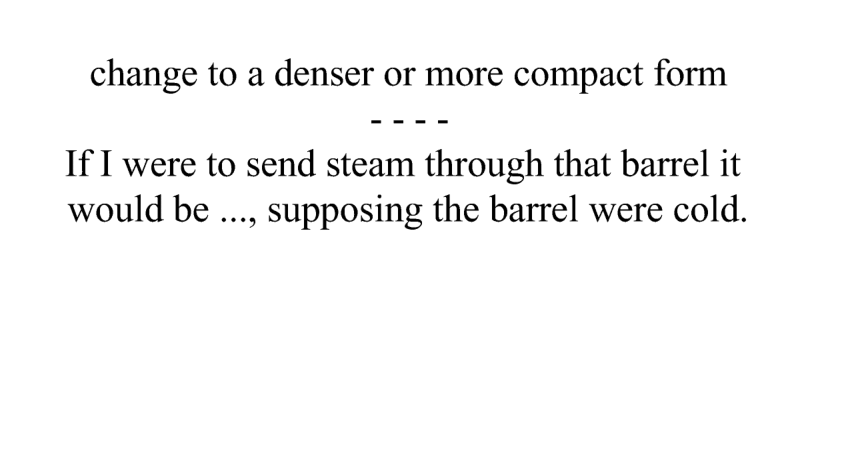 change to a denser or more compact form
- - - -
If I were to send steam through that barrel it
would be ..., supposing the barrel were cold.